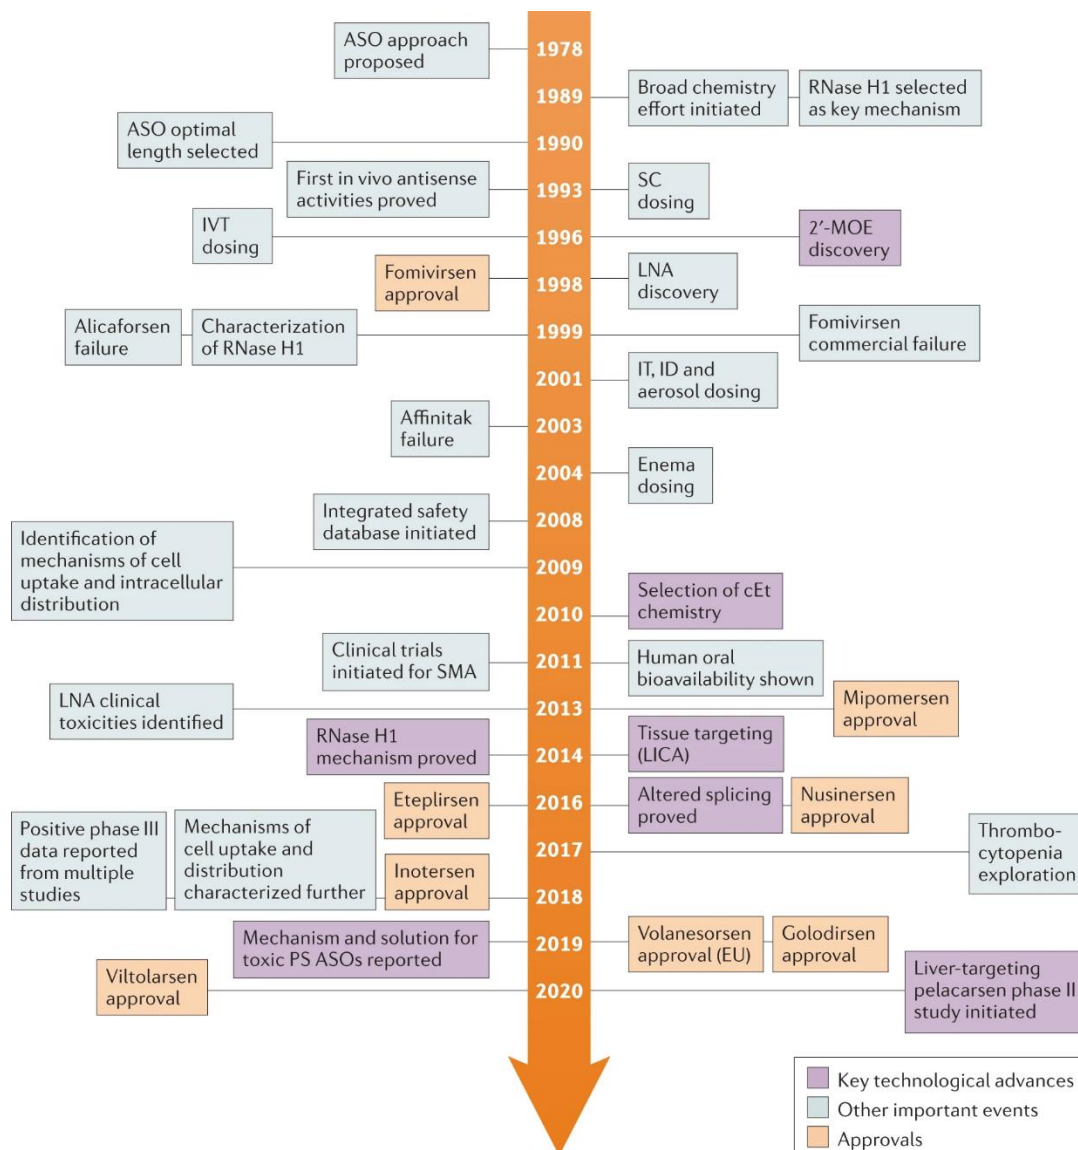 ASO approach
proposed
1978
1989
Broad chemistry
effort initiated
RNase H1 selected
as key mechanism
ASO optimal
length selected
1990
First in vivo antisense
activities proved
1993
SC
dosing
IVT
dosing
1996
2′-MOE
discovery
Fomivirsen
approval
1998
LNA
discovery
Alicaforsen
failure
Characterization
of RNase H1
1999
Fomivirsen
commercial failure
2001
IT, ID and
aerosol dosing
Affinitak
failure
2003
2004
Enema
dosing
Integrated safety
database initiated
2008
Identification of
mechanisms of cell
uptake and intracellular
distribution
2009
2010
Selection of cEt
chemistry
Clinical trials
initiated for SMA
2011
Human oral
bioavailability shown
LNA clinical
toxicities identified
2013
Mipomersen
approval
RNase H1
mechanism proved
2014
Tissue targeting
(LICA)
Eteplirsen
approval
2016
Altered splicing
proved
Nusinersen
approval
2017
Thrombo-
cytopenia
exploration
Positive phase III
data reported
from multiple
studies
Mechanisms of
cell uptake and
distribution
characterized further
Inotersen
approval
2018
Mechanism and solution for
toxic PS ASOs reported
2019
Volanesorsen
approval (EU)
Golodirsen
approval
Viltolarsen
approval
2020
Liver-targeting
pelacarsen phase II
study initiated
Key technological advances
Other important events
Approvals